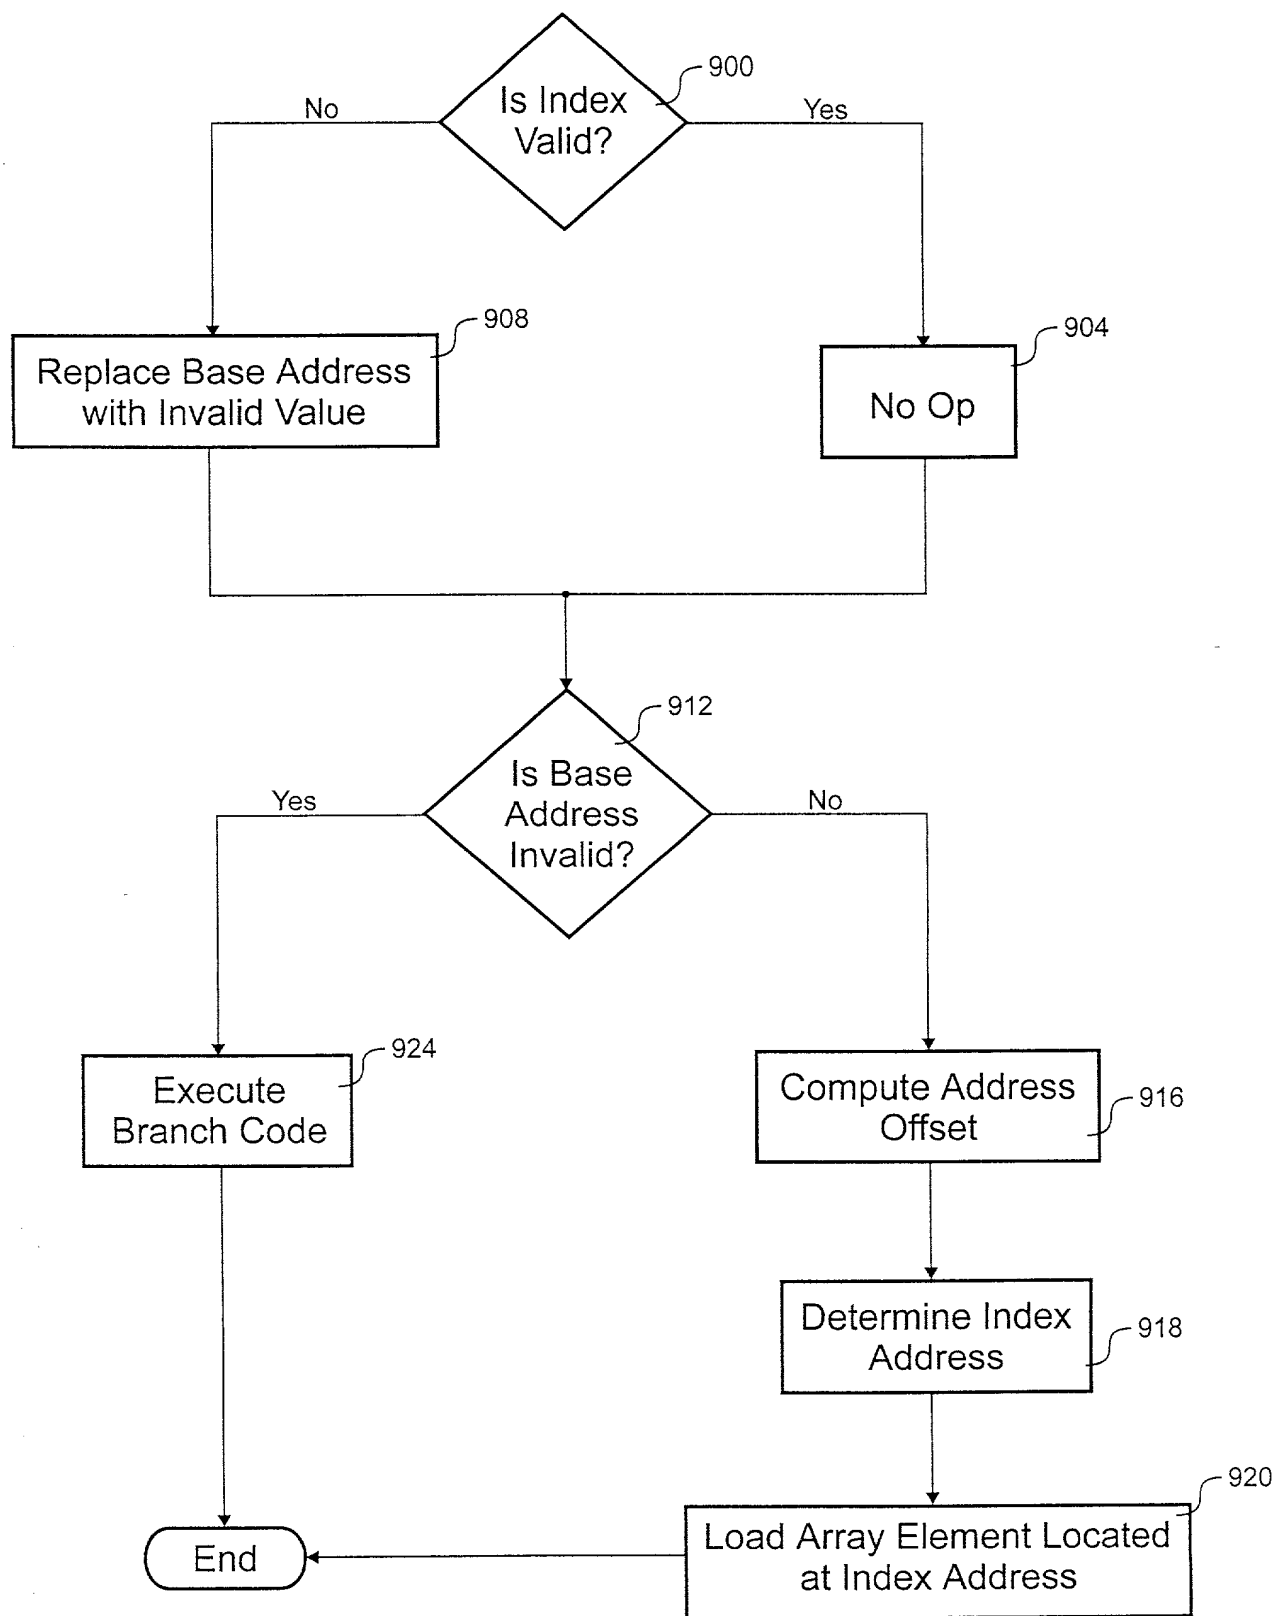 900
Is Index
Valid?
No
Yes
908
Replace Base Address
with Invalid Value
904
No Op
912
Is Base
Address
Invalid?
Yes
No
924
Execute
Branch Code
Compute Address
Offset
916
Determine Index
Address
918
920
Load Array Element Located
at Index Address
End